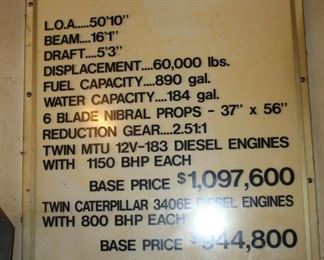 L.O.A.....50'10"
BEAM....16'1"
DRAFT....5'3"
DISPLACEMENT....60,000 lbs.
FUEL CAPACITY....890 gal.
WATER CAPACITY....184 gal.
6 BLADE NIBRAL PROPS - 37" x 56"
REDUCTION GEAR....2.51:1
TWIN MTU 12V-183 DIESEL ENGINES
WITH 1150 BHP EACH
BASE PRICE $1,097,600
TWIN CATERPILLAR 3406E DIESEL ENGINES
WITH 800 BHP EACH
BASE PRICE $944,800